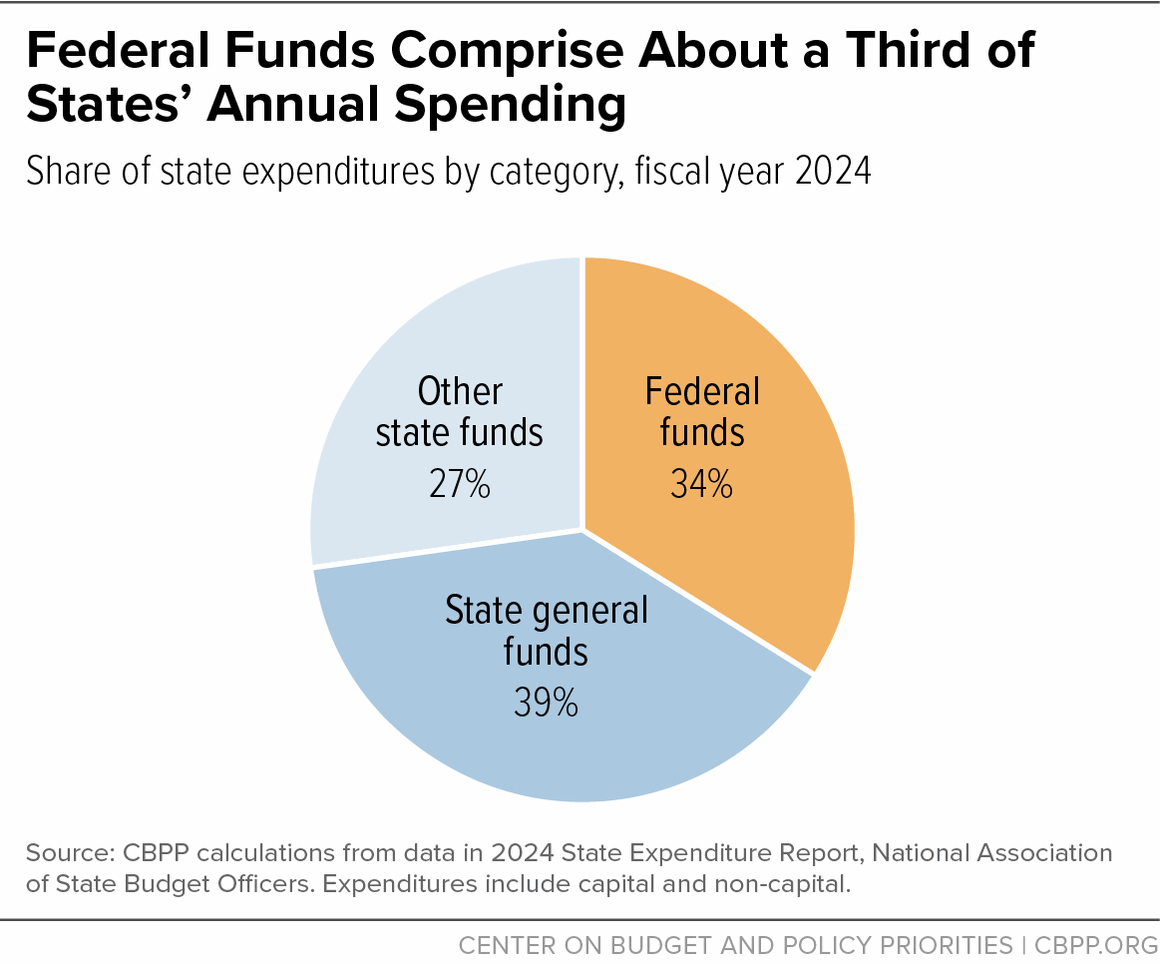 Federal Funds Comprise About a Third of
States’ Annual Spending
Share of state expenditures by category, fiscal year 2024
Other
state funds
27%
Federal
funds
34%
State general
funds
39%
Source: CBPP calculations from data in 2024 State Expenditure Report, National Association
of State Budget Officers. Expenditures include capital and non-capital.
CENTER ON BUDGET AND POLICY PRIORITIES | CBPP.ORG